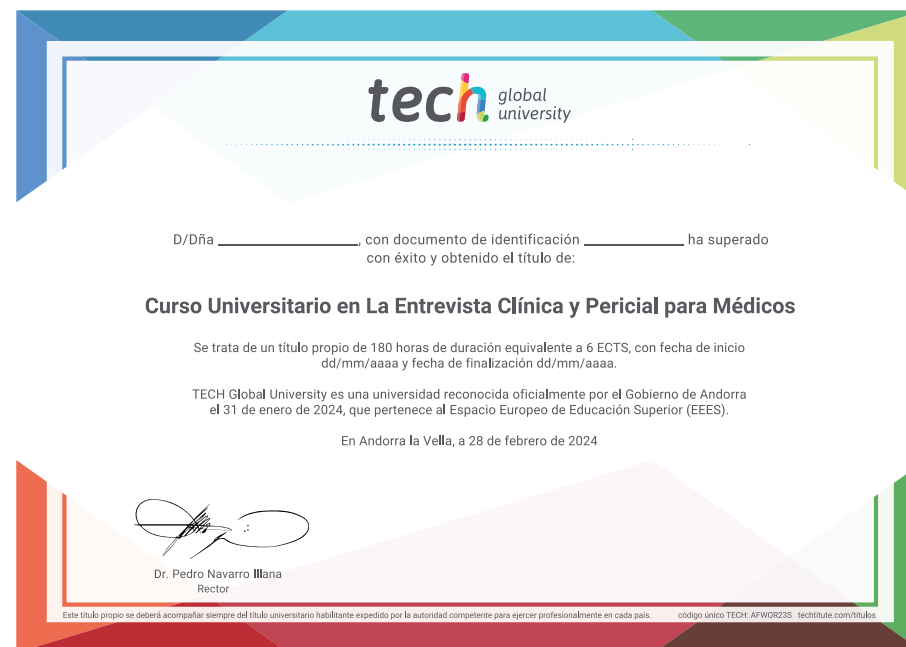 tech global university
D/Dña ____________________, con documento de identificación ______________ ha superado
con éxito y obtenido el título de:
Curso Universitario en La Entrevista Clínica y Pericial para Médicos
Se trata de un título propio de 180 horas de duración equivalente a 6 ECTS, con fecha de inicio
dd/mm/aaaa y fecha de finalización dd/mm/aaaa.
TECH Global University es una universidad reconocida oficialmente por el Gobierno de Andorra
el 31 de enero de 2024, que pertenece al Espacio Europeo de Educación Superior (EEES).
En Andorra la Vella, a 28 de febrero de 2024
Dr. Pedro Navarro Illana
Rector
Este título propio se deberá acompañar siempre del título universitario habilitante expedido por la autoridad competente para ejercer profesionalmente en cada país. código único TECH: AFWOR23S techtitute.com/titulos